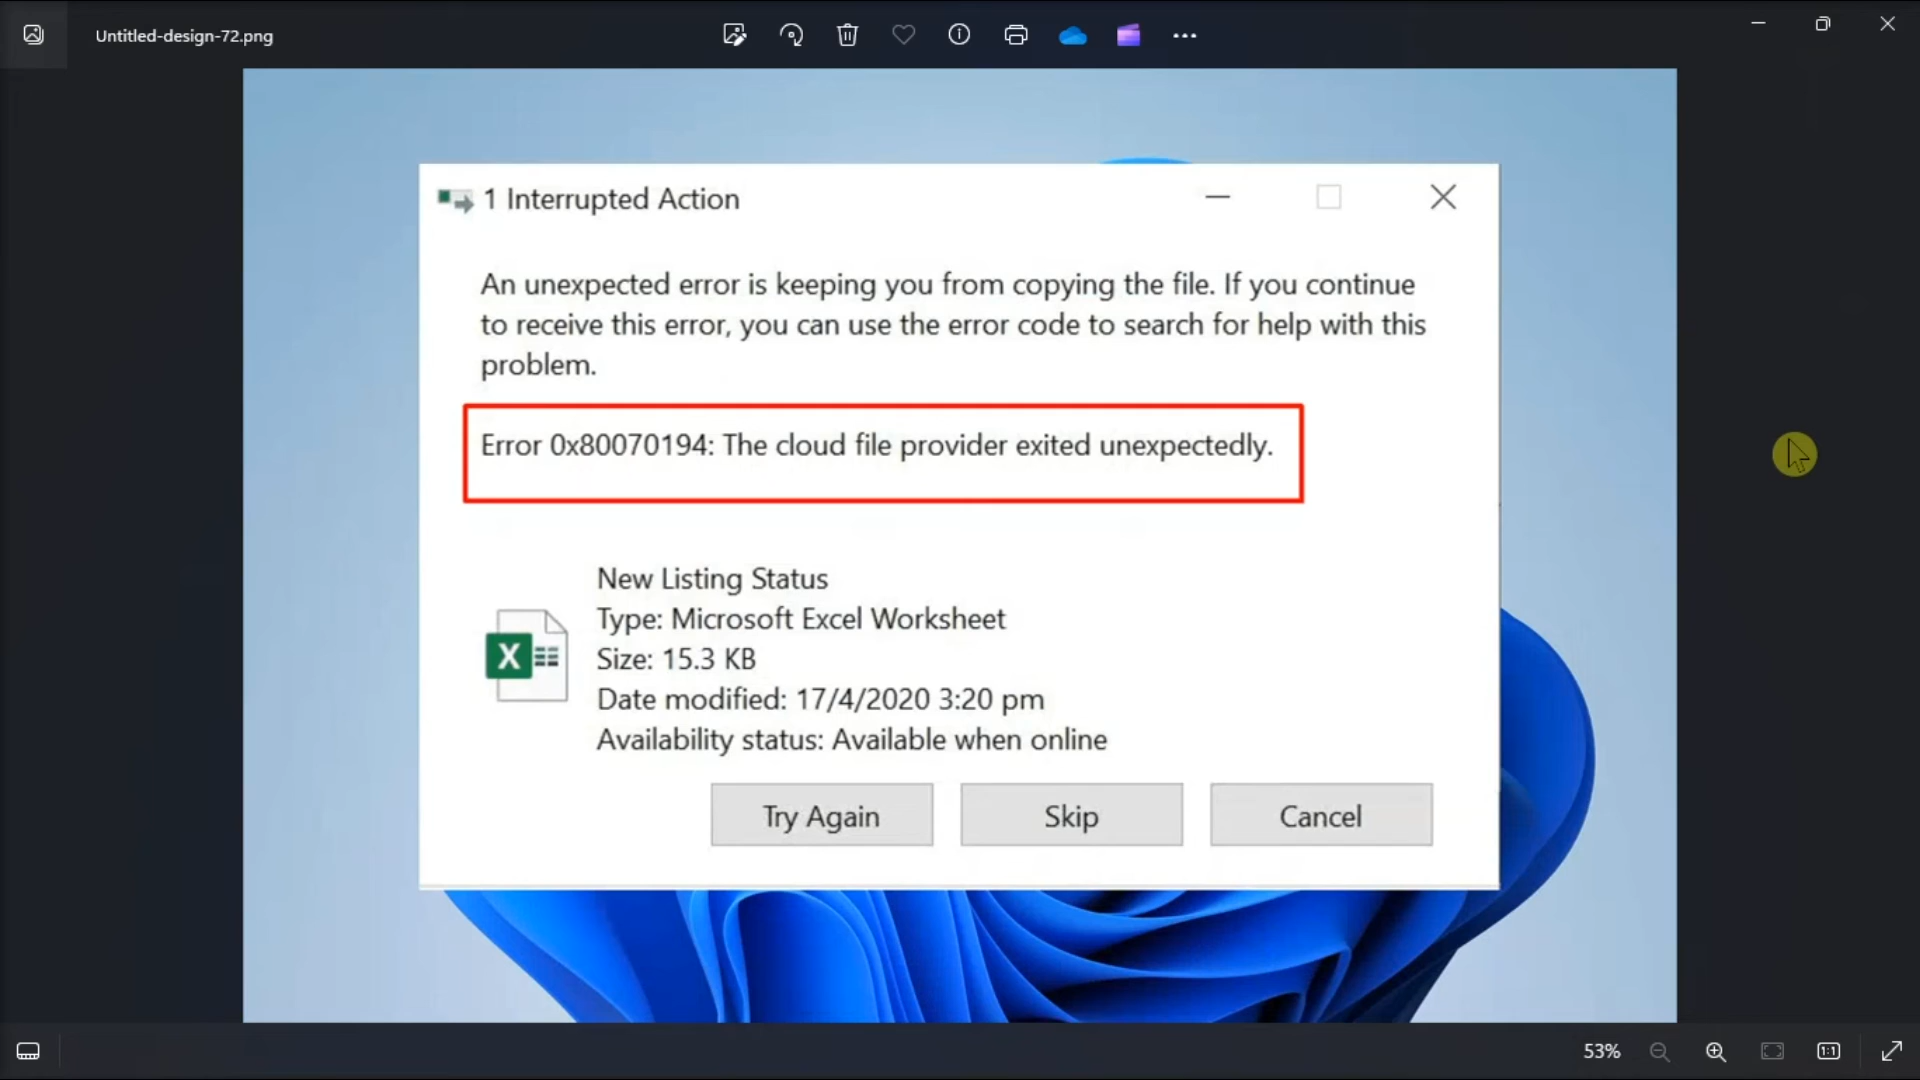 Untitled-design-72.png
1 Interrupted Action
An unexpected error is keeping you from copying the file. If you continue
to receive this error, you can use the error code to search for help with this
problem.
Error 0x80070194: The cloud file provider exited unexpectedly.
New Listing Status
Type: Microsoft Excel Worksheet
Size: 15.3 KB
Date modified: 17/4/2020 3:20 pm
Availability status: Available when online
X
Try Again
Skip
Cancel
53%
1:1